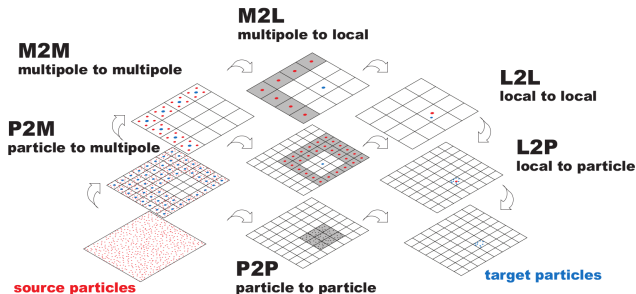 M2L
multipole to local
M2M
multipole to multipole
L2L
local to local
P2M
particle to multipole
L2P
local to particle
P2P
particle to particle
source particles
target particles